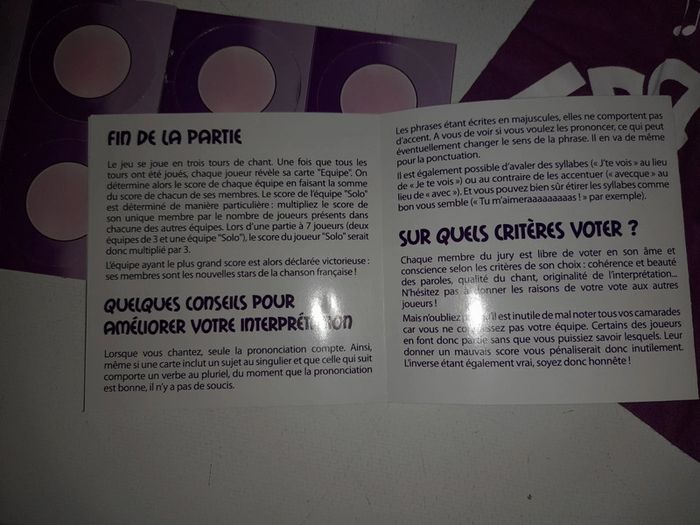 FIN DE LA PARTIE
Le jeu se joue en trois tours de chant. Une fois que tous les
tours ont été joués, chaque joueur révèle sa carte "Equipe". On
détermine alors le score de chaque équipe en faisant la somme
du score de chacun de ses membres. Le score de l'équipe "Solo"
est déterminé de manière particulière : multipliez le score de
son unique membre par le nombre de joueurs présents dans
chacune des autres équipes. Lors d'une partie à 7 joueurs (deux
équipes de 3 et une équipe "Solo"), le score du joueur "Solo" serait
donc multiplié par 3.
L'équipe ayant le plus grand score est alors déclarée victorieuse :
ses membres sont les nouvelles stars de la chanson française !
QUELQUES CONSEILS POUR
AMÉLIORER VOTRE INTERPRÉTATION
Lorsque vous chantez, seule la prononciation compte. Ainsi,
même si une carte inclut un sujet au singulier et que celle qui suit
comporte un verbe au pluriel, du moment que la prononciation
est bonne, il n'y a pas de soucis.
Les phrases étant écrites en majuscules, elles ne comportent pas
d'accent. A vous de voir si vous voulez les prononcer, ce qui peut
éventuellement changer le sens de la phrase. Il en va de même
pour la ponctuation.
Il est également possible d'avaler des syllabes (« J'te vois » au lieu
de « Je te vois ») ou au contraire de les accentuer (« avecque » au
lieu de « avec »). Et vous pouvez bien sûr étirer les syllabes comme
bon vous semble (« Tu m'aimeraaaaaaaaas ! » par exemple).
SUR QUELS CRITÈRES VOTER ?
Chaque membre du jury est libre de voter en son âme et
conscience selon les critères de son choix : cohérence et beauté
des paroles, qualité du chant, originalité de l'interprétation...
N'hésitez pas à donner les raisons de votre vote aux autres
joueurs !
Mais n'oubliez qu'il est inutile de mal noter tous vos camarades
car vous ne connaissez pas votre équipe. Certains des joueurs
en font donc partie sans que vous puissiez savoir lesquels. Leur
donner un mauvais score vous pénaliserait donc inutilement.
L'inverse étant également vrai, soyez donc honnête !